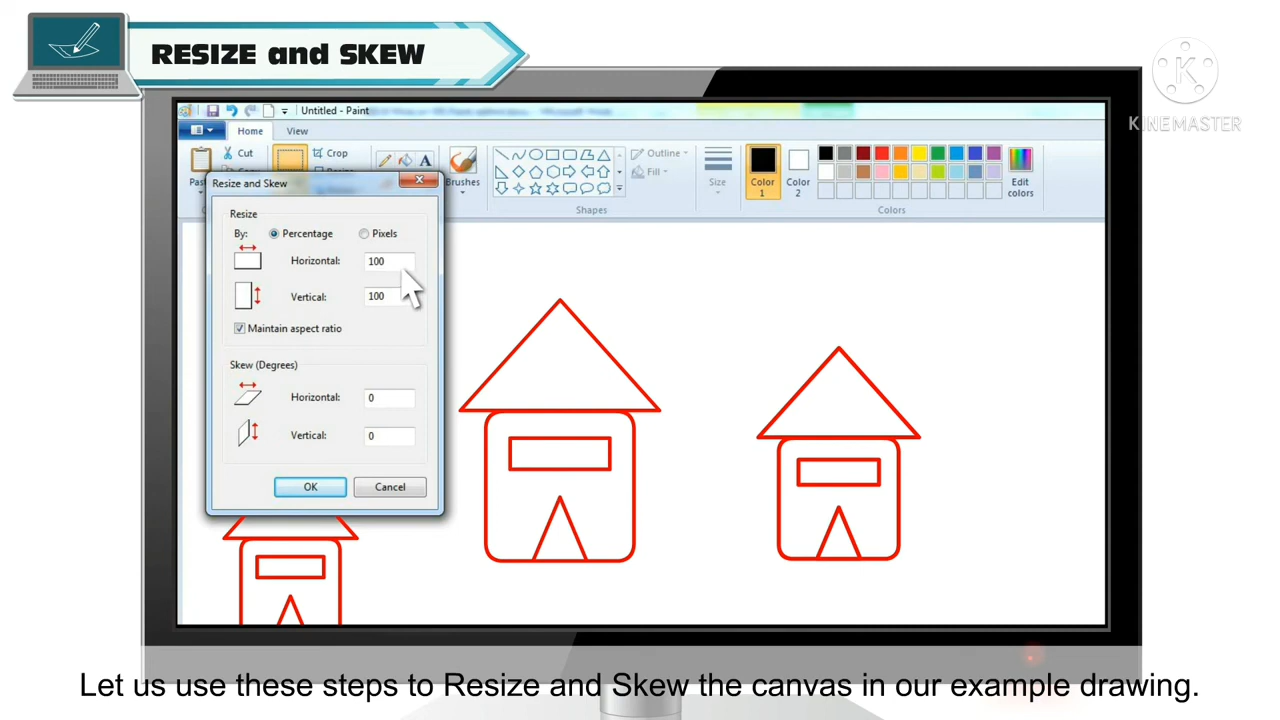 RESIZE and SKEW
KINEMASTER
Untitled - Paint
Home View
Cut
Crop
A
Outline
Fill
Brushes
Size
Color 1
Color 2
Edit colors
Shapes
Colors
Resize and Skew
Resize
By: Percentage Pixels
Horizontal: 100
Vertical: 100
Maintain aspect ratio
Skew (Degrees)
Horizontal: 0
Vertical: 0
OK Cancel
Let us use these steps to Resize and Skew the canvas in our example drawing.